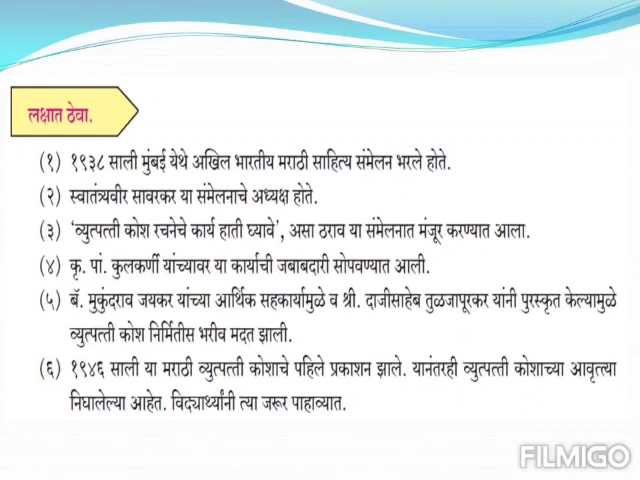 लक्षात ठेवा.
(१) १९३८ साली मुंबई येथे अखिल भारतीय मराठी साहित्य संमेलन भरले होते.
(२) स्वातंत्र्यवीर सावरकर या संमेलनाचे अध्यक्ष होते.
(३) ‘व्युत्पत्ती कोश रचनेचे कार्य हाती घ्यावे’, असा ठराव या संमेलनात मंजूर करण्यात आला.
(४) कृ. पां. कुलकर्णी यांच्यावर या कार्याची जबाबदारी सोपवण्यात आली.
(५) बॅ. मुकुंदराव जयकर यांच्या आर्थिक सहकार्यामुळे व श्री. दाजीसाहेब तुळजापूरकर यांनी पुरस्कृत केल्यामुळे
व्युत्पत्ती कोश निर्मितीस भरीव मदत झाली.
(६) १९४६ साली या मराठी व्युत्पत्ती कोशाचे पहिले प्रकाशन झाले. यानंतरही व्युत्पत्ती कोशाच्या आवृत्त्या
निघालेल्या आहेत. विद्यार्थ्यांनी त्या जरूर पाहाव्यात.
FILMIGO